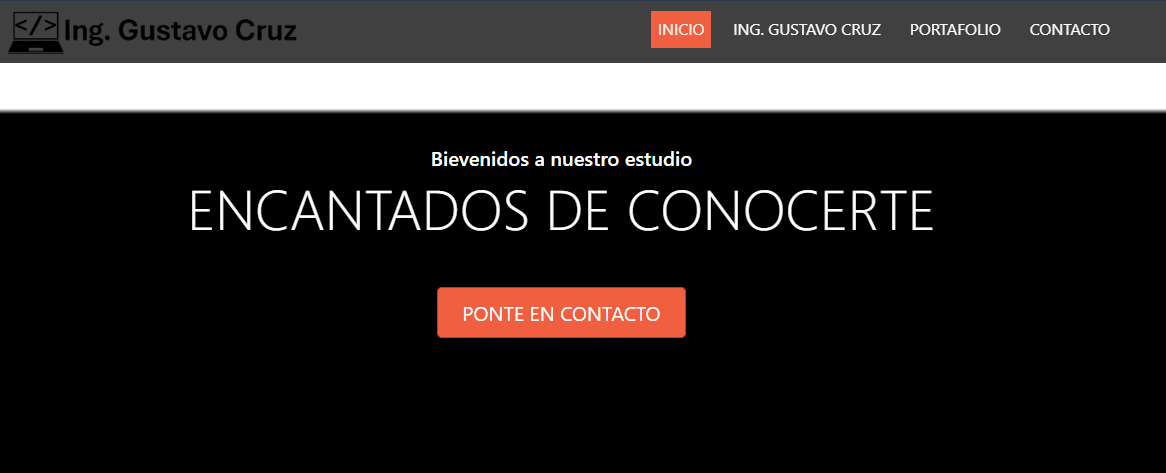 </> Ing. Gustavo Cruz
INICIO ING. GUSTAVO CRUZ PORTAFOLIO CONTACTO
Bievenidos a nuestro estudio
ENCANTADOS DE CONOCERTE
PONTE EN CONTACTO